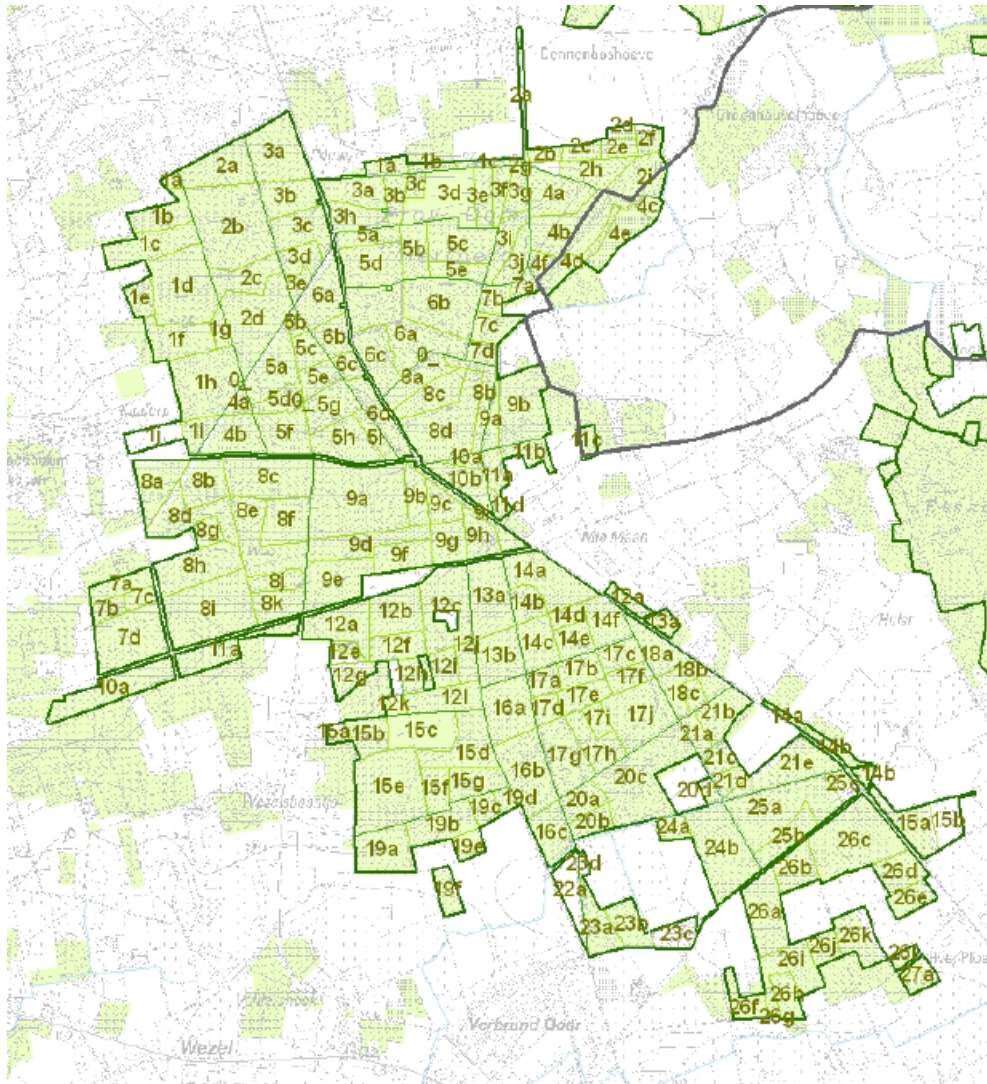 2a
2d
2f
2c
2e
2b
2h
2g
1b
1a
3a
2a
1a
3b
3a
3b
3c
3d
3e
3f
3g
4a
2i
4c
1b
2b
3c
3h
5a
5b
5c
3i
4b
4e
1c
3d
5d
5e
3j
4f
4d
1d
2c
3e
6a
7a
1e
6b
7b
1f
1g
2d
5b
6b
6a
7c
5c
6c
7d
1h
0_
5a
5e
6c
0_
8a
8c
8b
9b
4a
5d
0_
5g
6d
9a
1j
1i
4b
5f
5h
5i
8d
11c
11b
10a
10b
11a
8a
8b
8c
9a
9b
9c
11d
8d
8e
8f
8g
9d
9f
9g
9h
8h
7a
7b
7c
8j
9e
8i
8k
7d
11a
10a
14a
13a
14b
12a
12b
12c
12a
13a
14d
14f
12e
12f
12j
13b
14c
14e
17c
18a
12g
12h
12i
17a
17b
17f
18b
12k
12l
16a
17d
17e
18c
21b
14a
15a
15b
15c
17i
17j
21a
14b
15d
17g
17h
21c
21e
14b
15e
15f
15g
16b
20c
20d
21d
19c
19d
20a
25a
15a
15b
19b
16c
20b
24a
19a
19e
24b
25b
26c
23d
26b
26d
19f
22a
26e
23a
23b
23c
26a
26j
26k
26i
27a
26h
26f
26g
Wezel
Verbrand Goor